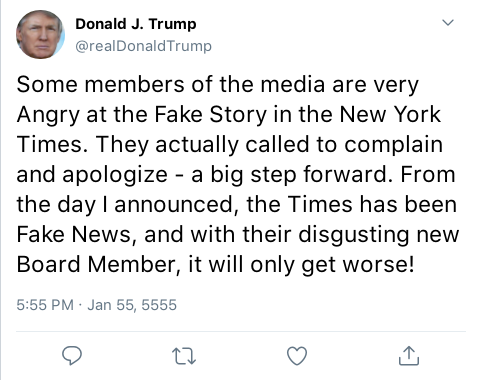 Donald J. Trump
@realDonaldTrump
Some members of the media are very
Angry at the Fake Story in the New York
Times. They actually called to complain
and apologize - a big step forward. From
the day I announced, the Times has been
Fake News, and with their disgusting new
Board Member, it will only get worse!
5:55 PM · Jan 55, 5555